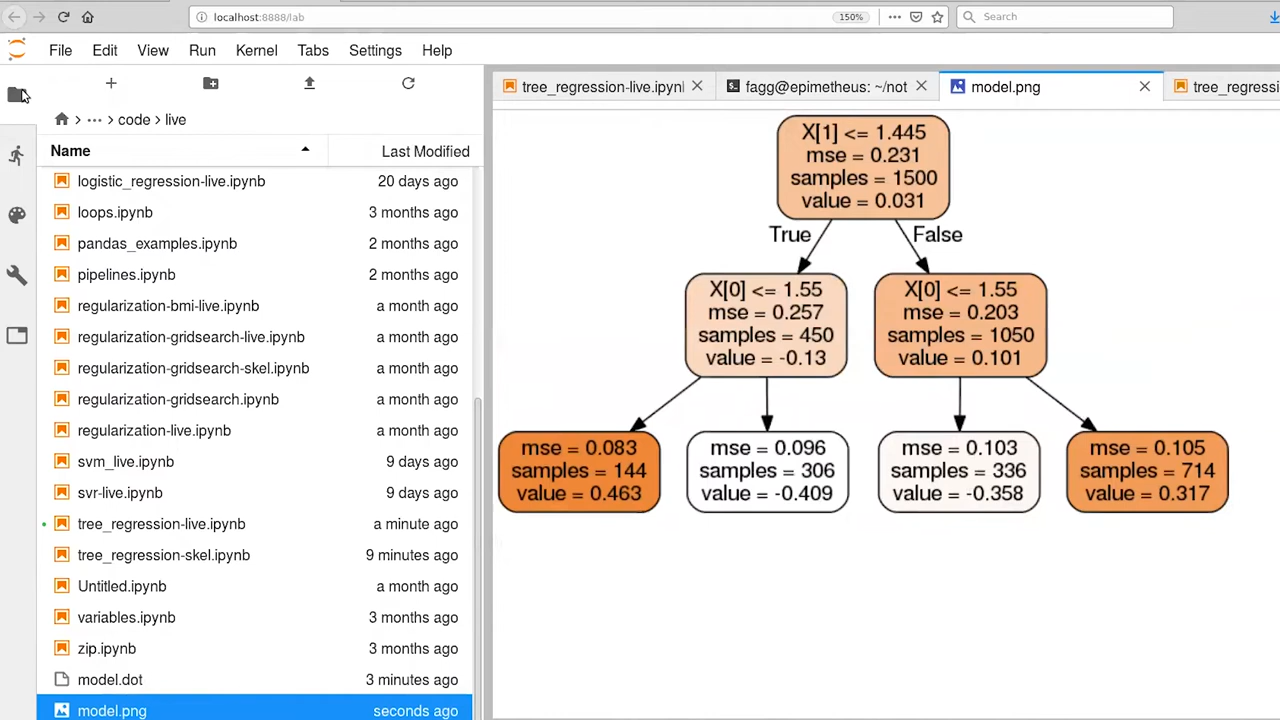 localhost:8888/lab
150%
Search
File Edit View Run Kernel Tabs Settings Help
tree_regression-live.ipynl
fagg@epimetheus: ~/not
model.png
tree_regressi
code > live
Name Last Modified
logistic_regression-live.ipynb 20 days ago
loops.ipynb 3 months ago
pandas_examples.ipynb 2 months ago
pipelines.ipynb 2 months ago
regularization-bmi-live.ipynb a month ago
regularization-gridsearch-live.ipynb a month ago
regularization-gridsearch-skel.ipynb a month ago
regularization-gridsearch.ipynb a month ago
regularization-live.ipynb a month ago
svm_live.ipynb 9 days ago
svr-live.ipynb 9 days ago
tree_regression-live.ipynb a minute ago
tree_regression-skel.ipynb 9 minutes ago
Untitled.ipynb a month ago
variables.ipynb 3 months ago
zip.ipynb 3 months ago
model.dot 3 minutes ago
model.png seconds ago
X[1] <= 1.445
mse = 0.231
samples = 1500
value = 0.031
True
False
X[0] <= 1.55
mse = 0.257
samples = 450
value = -0.13
X[0] <= 1.55
mse = 0.203
samples = 1050
value = 0.101
mse = 0.083
samples = 144
value = 0.463
mse = 0.096
samples = 306
value = -0.409
mse = 0.103
samples = 336
value = -0.358
mse = 0.105
samples = 714
value = 0.317